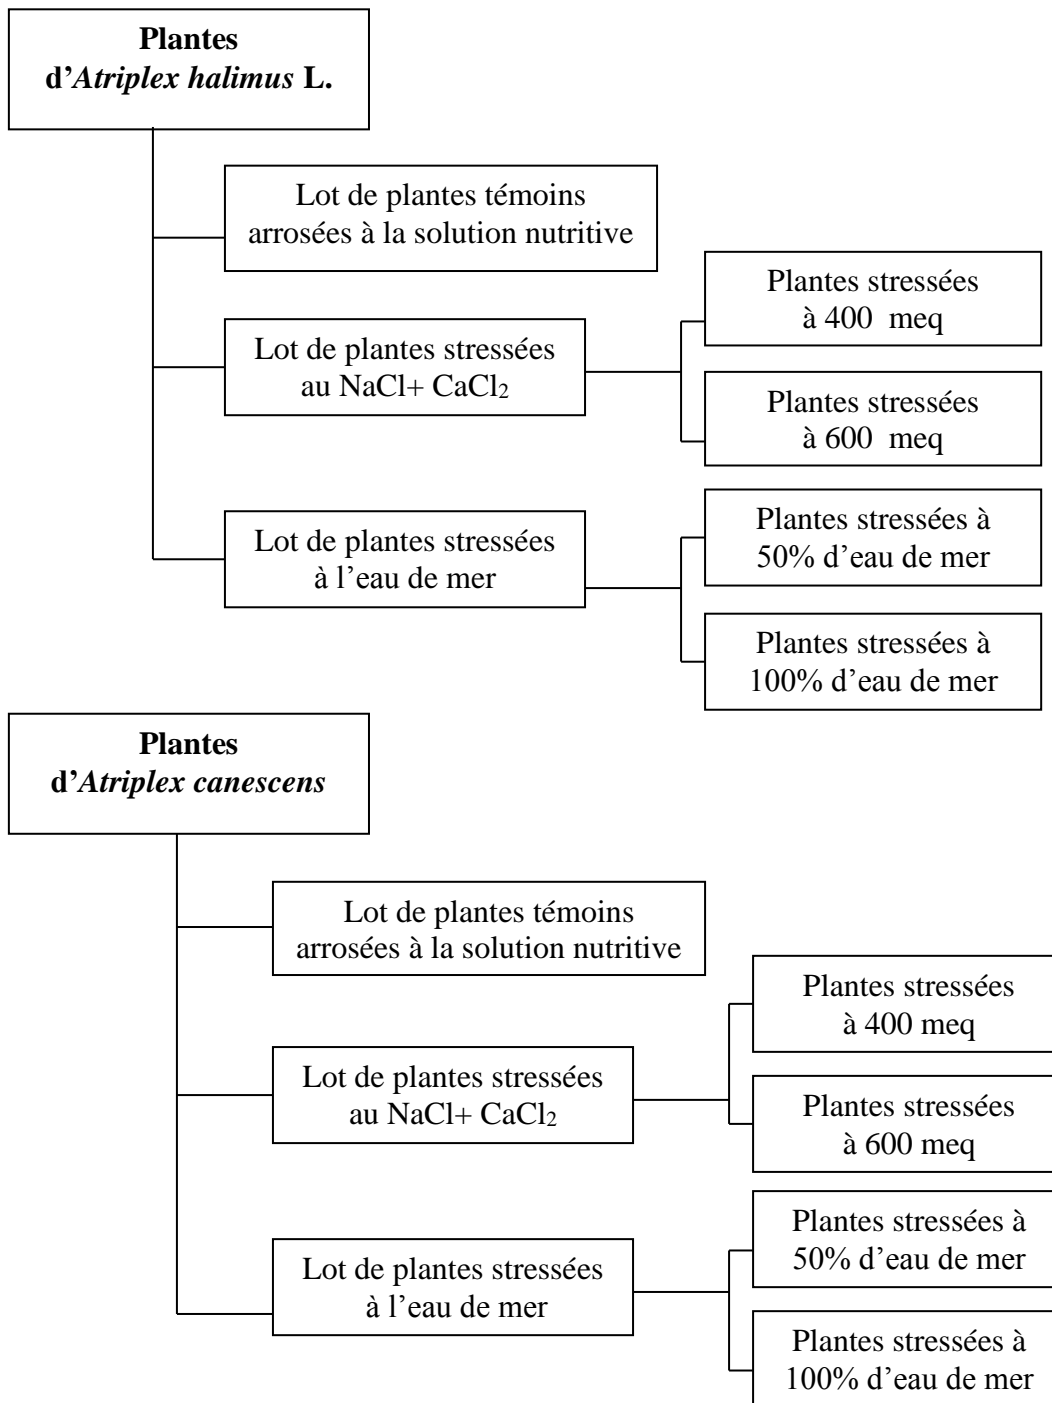 Plantes
d’Atriplex halimus L.
Lot de plantes témoins
arrosées à la solution nutritive
Lot de plantes stressées
au NaCl+ CaCl₂
Plantes stressées
à 400 meq
Plantes stressées
à 600 meq
Lot de plantes stressées
à l’eau de mer
Plantes stressées à
50% d’eau de mer
Plantes stressées à
100% d’eau de mer
Plantes
d’Atriplex canescens
Lot de plantes témoins
arrosées à la solution nutritive
Lot de plantes stressées
au NaCl+ CaCl₂
Plantes stressées
à 400 meq
Plantes stressées
à 600 meq
Lot de plantes stressées
à l’eau de mer
Plantes stressées à
50% d’eau de mer
Plantes stressées à
100% d’eau de mer